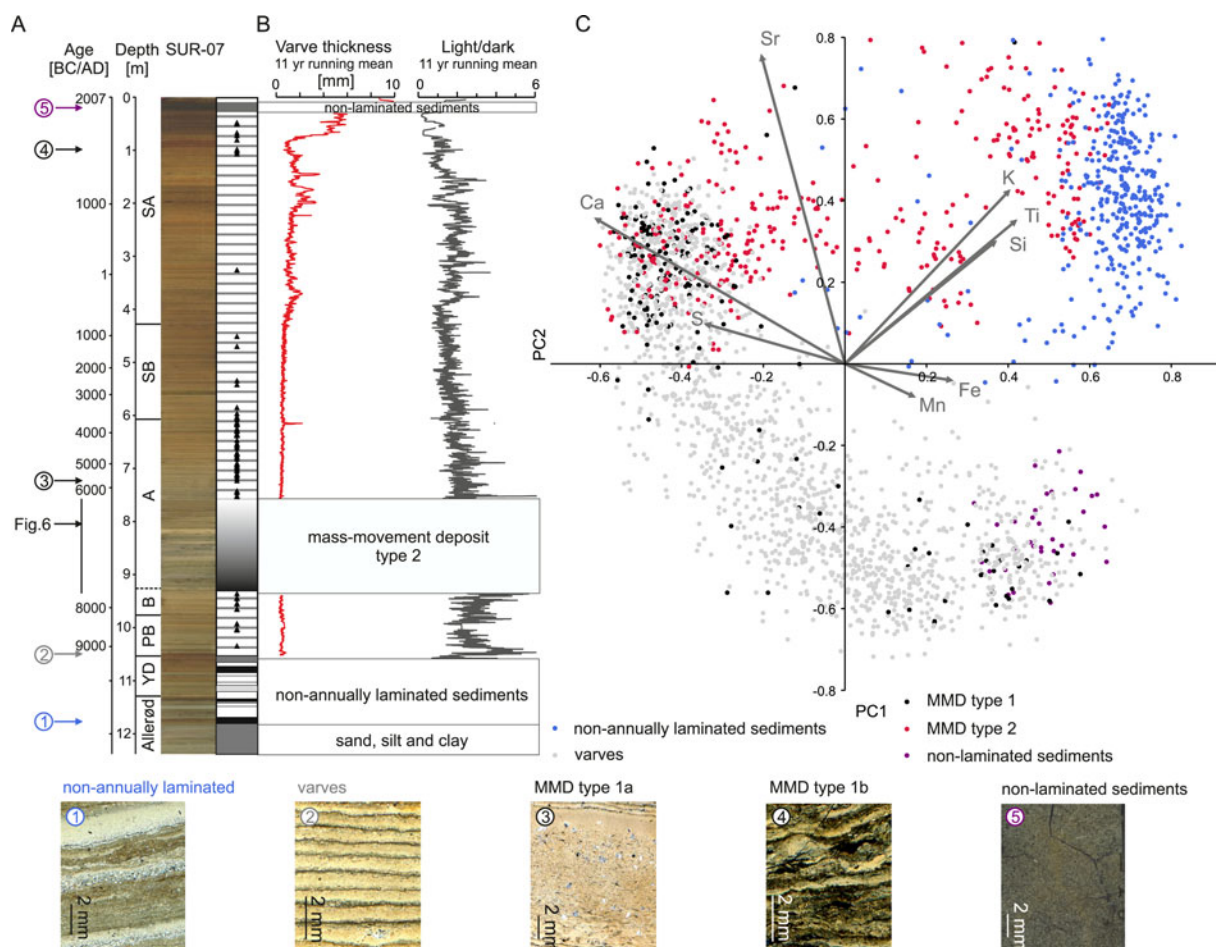 A
B
C
Age
[BC/AD]
Depth
[m]
SUR-07
Varve thickness
11 yr running mean
[mm]
0 10
Light/dark
11 yr running mean
0 6
2007
1000
1
1000
2000
3000
4000
5000
6000
8000
9000
0
1
2
3
4
5
6
7
8
9
10
11
12
5
4
3
Fig.6
2
1
SA
SB
A
B
PB
YD
Allerød
non-laminated sediments
mass-movement deposit
type 2
non-annually laminated sediments
sand, silt and clay
0.8
0.6
0.4
0.2
-0.2
-0.4
-0.6
-0.8
-0.6 -0.4 -0.2 0.2 0.4 0.6 0.8
PC2
PC1
Sr
Ca
S
K
Ti
Si
Fe
Mn
non-annually laminated sediments
varves
MMD type 1
MMD type 2
non-laminated sediments
non-annually laminated
1
2 mm
varves
2
2 mm
MMD type 1a
3
2 mm
MMD type 1b
4
2 mm
non-laminated sediments
5
2 mm